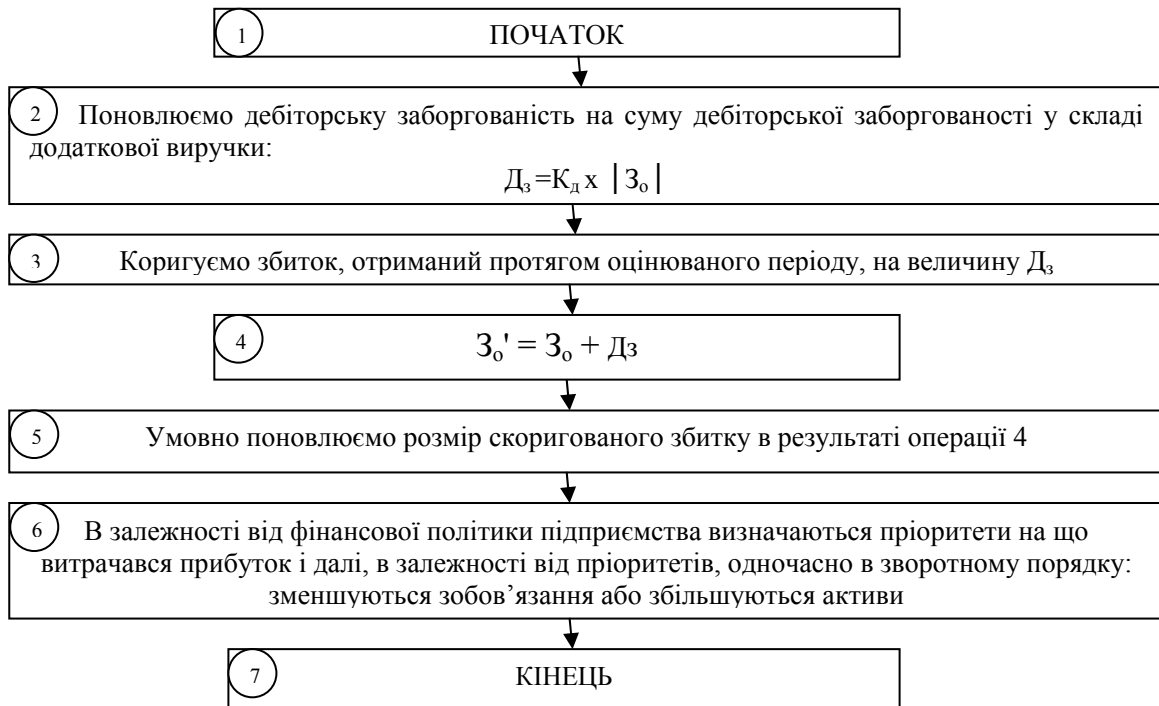 1 ПОЧАТОК
2 Поновлюємо дебіторську заборгованість на суму дебіторської заборгованості у складі
додаткової виручки:
Дз =Кд х |Зо|
3 Коригуємо збиток, отриманий протягом оцінюваного періоду, на величину Дз
4 Зо' = Зо + Дз
5 Умовно поновлюємо розмір скоригованого збитку в результаті операції 4
6 В залежності від фінансової політики підприємства визначаються пріоритети на що
витрачався прибуток і далі, в залежності від пріоритетів, одночасно в зворотному порядку:
зменшуються зобов’язання або збільшуються активи
7 КІНЕЦЬ